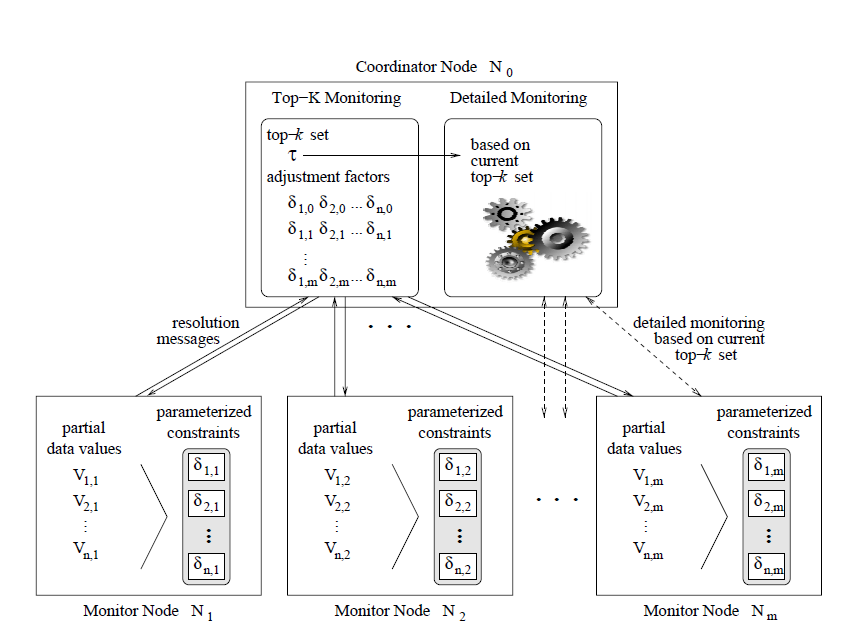 Coordinator Node N0
Top−K Monitoring
Detailed Monitoring
top-k set
τ
adjustment factors
δ1,0 δ2,0 ... δn,0
δ1,1 δ2,1 ... δn,1
⋮
δ1,m δ2,m ... δn,m
based on
current
top-k set
resolution
messages
. . .
detailed monitoring
based on current
top-k set
partial
data values
V1,1
V2,1
⋮
Vn,1
parameterized
constraints
δ1,1
δ2,1
⋮
δn,1
Monitor Node N1
partial
data values
V1,2
V2,2
⋮
Vn,2
parameterized
constraints
δ1,2
δ2,2
⋮
δn,2
Monitor Node N2
. . .
partial
data values
V1,m
V2,m
⋮
Vn,m
parameterized
constraints
δ1,m
δ2,m
⋮
δn,m
Monitor Node Nm